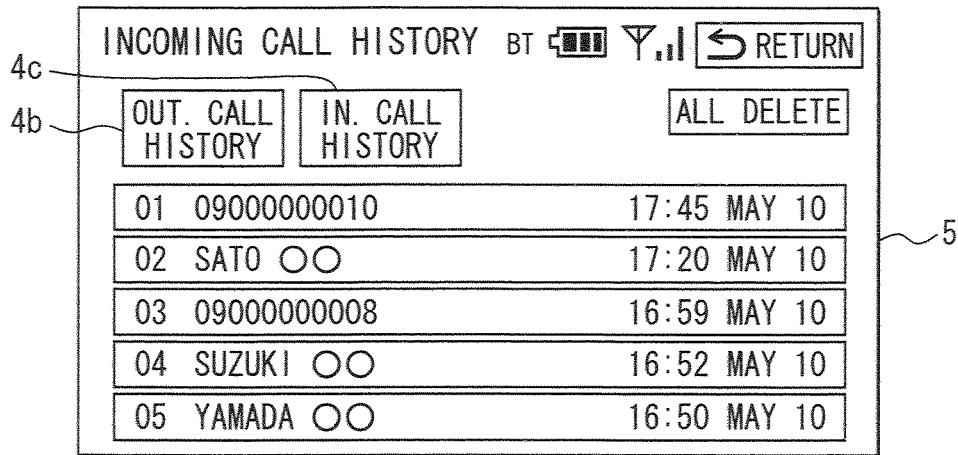 INCOMING CALL HISTORY BT RETURN
4c
4b
OUT. CALL
HISTORY
IN. CALL
HISTORY
ALL DELETE
01 09000000010 17:45 MAY 10
02 SATO ○○ 17:20 MAY 10
5
03 09000000008 16:59 MAY 10
04 SUZUKI ○○ 16:52 MAY 10
05 YAMADA ○○ 16:50 MAY 10